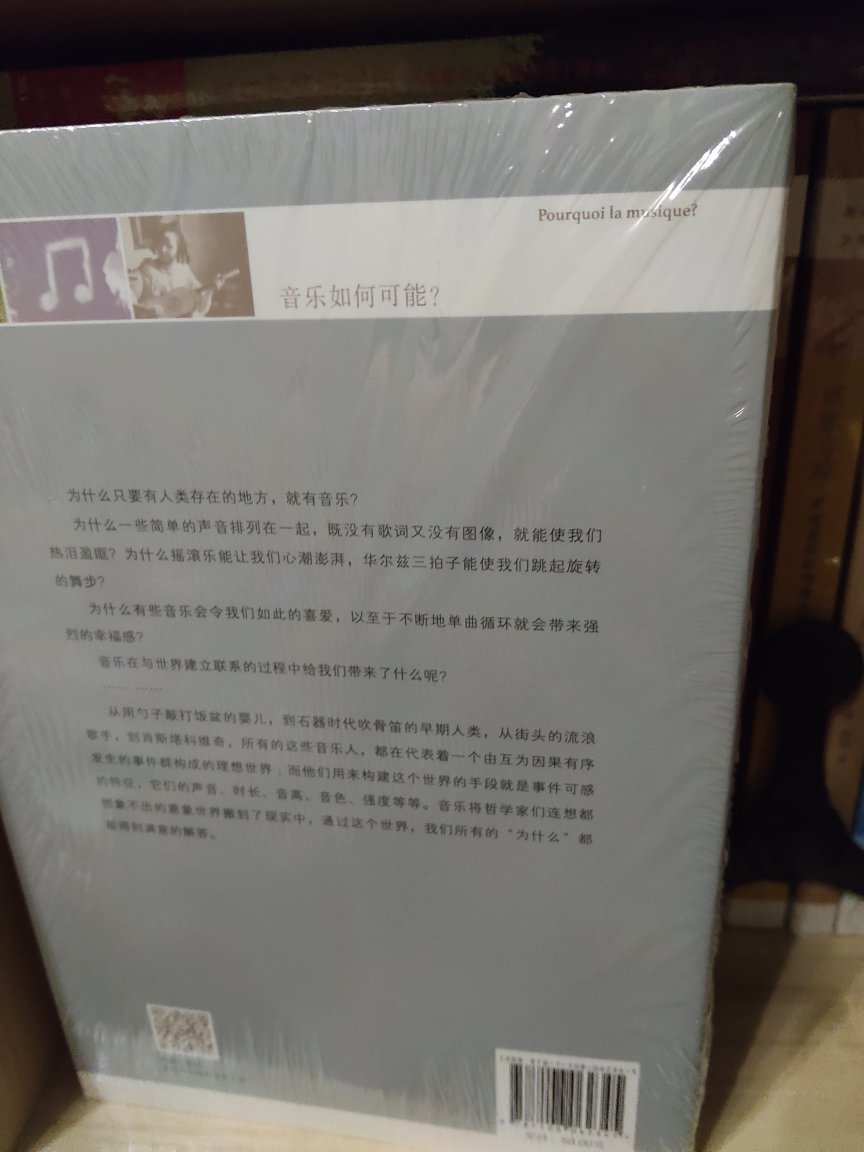 Pourquoi la musique?
音乐如何可能?
为什么只要有人类存在的地方，就有音乐?
为什么一些简单的声音排列在一起，既没有歌词又没有图像，就能使我们
热泪盈眶? 为什么摇滚乐能让我们心潮澎湃，华尔兹三拍子能使我们跳起旋转
的舞步?
为什么有些音乐会令我们如此的喜爱，以至于不断地单曲循环就会带来强
烈的幸福感?
音乐在与世界建立联系的过程中给我们带来了什么呢?
…… ……
从用勺子敲打饭盆的婴儿，到石器时代吹骨笛的早期人类，从街头的流浪
歌手，到肖斯塔科维奇，所有的这些音乐人，都在代表着一个由互为因果有序
发生的事件群构成的理想世界，而他们用来构建这个世界的手段就是事件可感
的特征，它们的声音、时长、音高、音色、强度等等。音乐将哲学家们连想都
想象不出的意象世界搬到了现实中，通过这个世界，我们所有的“为什么”都
能得到满意的解答。